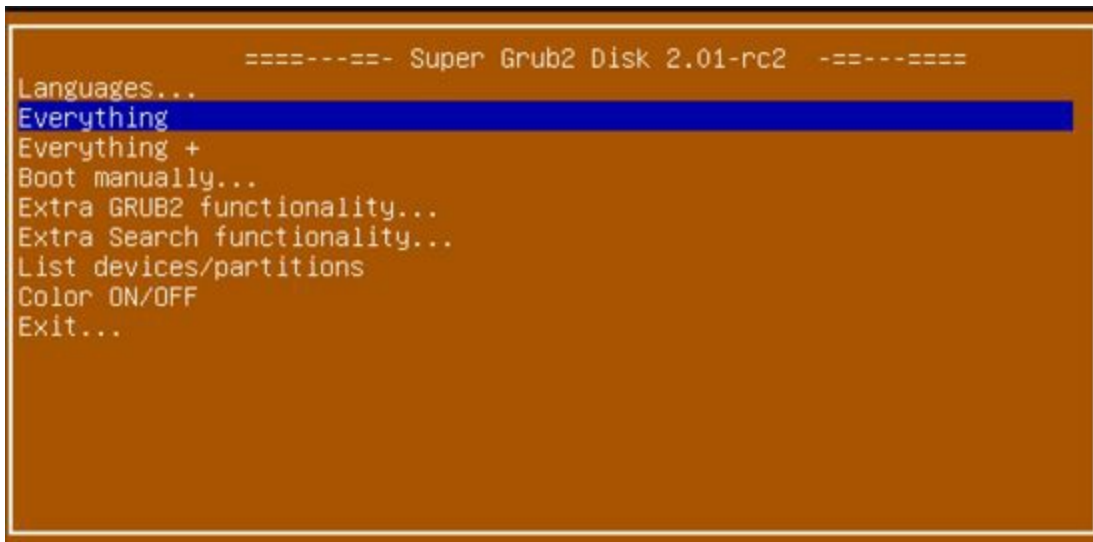 ====---==- Super Grub2 Disk 2.01-rc2 -==---====
Languages...
Everything
Everything +
Boot manually...
Extra GRUB2 functionality...
Extra Search functionality...
List devices/partitions
Color ON/OFF
Exit...